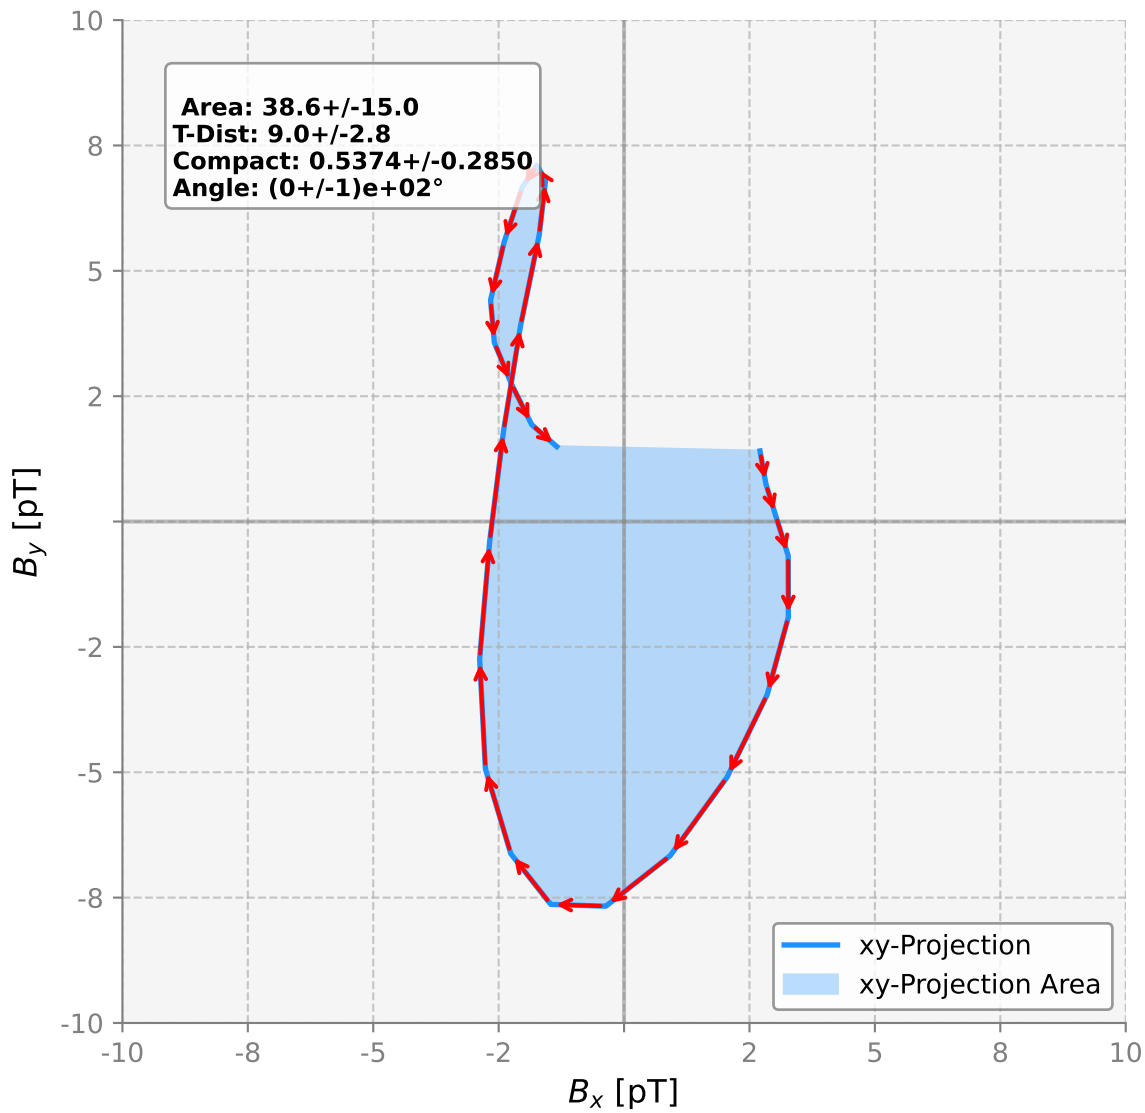 10
8
5
2
-2
-5
-8
-10
B_y [pT]
Area: 38.6+/-15.0
T-Dist: 9.0+/-2.8
Compact: 0.5374+/-0.2850
Angle: (0+/-1)e+02°
xy-Projection
xy-Projection Area
-10 -8 -5 -2 2 5 8 10
B_x [pT]